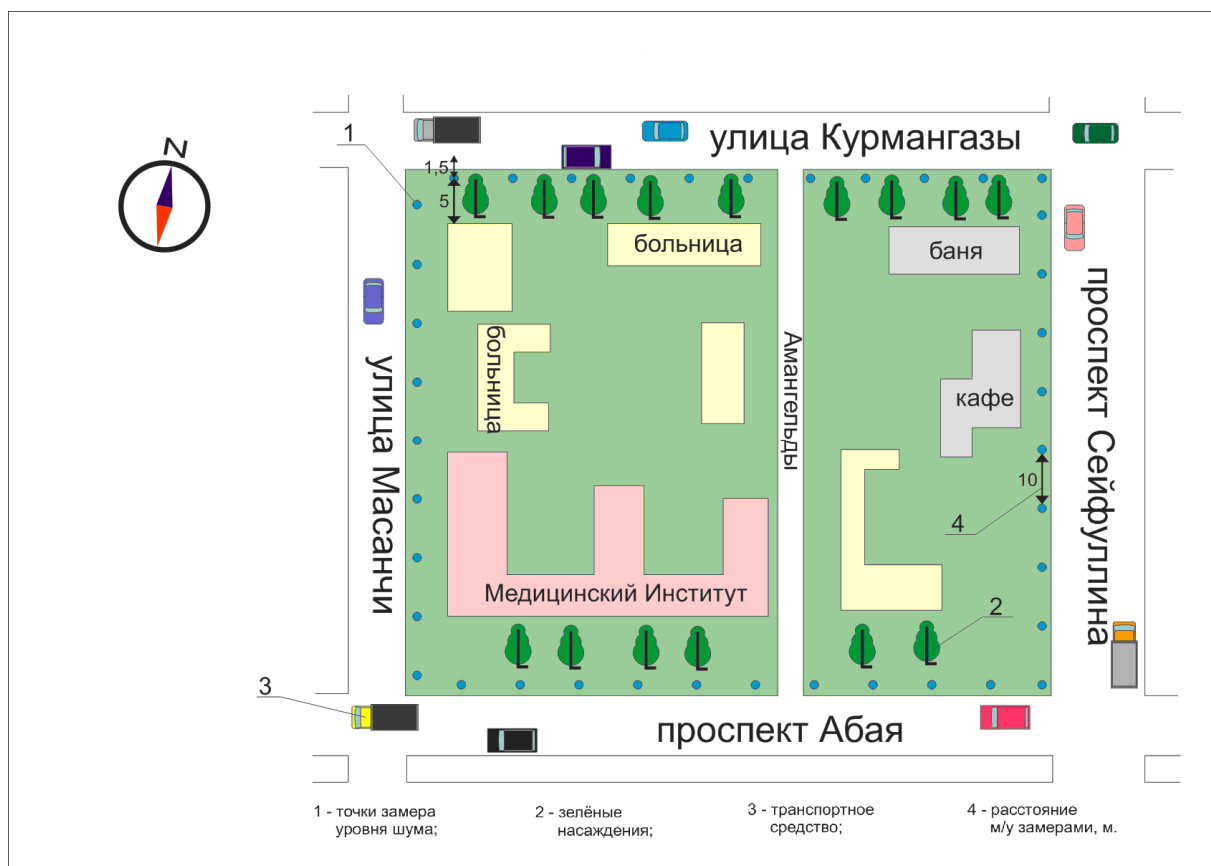 N
1
улица Курмангазы
1,5
5
больница
баня
больница
Амангельды
проспект Сейфуллина
улица Масанчи
кафе
10
4
Медицинский Институт
2
3
проспект Абая
1 - точки замера
уровня шума;
2 - зелёные
насаждения;
3 - транспортное
средство;
4 - расстояние
м/у замерами, м.